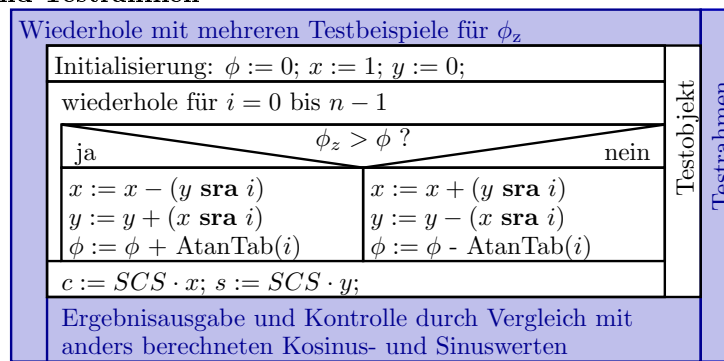 Wiederhole mit mehreren Testbeispiele für ϕz
Initialisierung: ϕ := 0; x := 1; y := 0;
wiederhole für i = 0 bis n − 1
ϕz > ϕ ?
ja
nein
x := x − (y sra i)
y := y + (x sra i)
ϕ := ϕ + AtanTab(i)
x := x + (y sra i)
y := y − (x sra i)
ϕ := ϕ - AtanTab(i)
c := SCS · x; s := SCS · y;
Ergebnisausgabe und Kontrolle durch Vergleich mit
anders berechneten Kosinus- und Sinuswerten
Testobjekt
Testrahmen